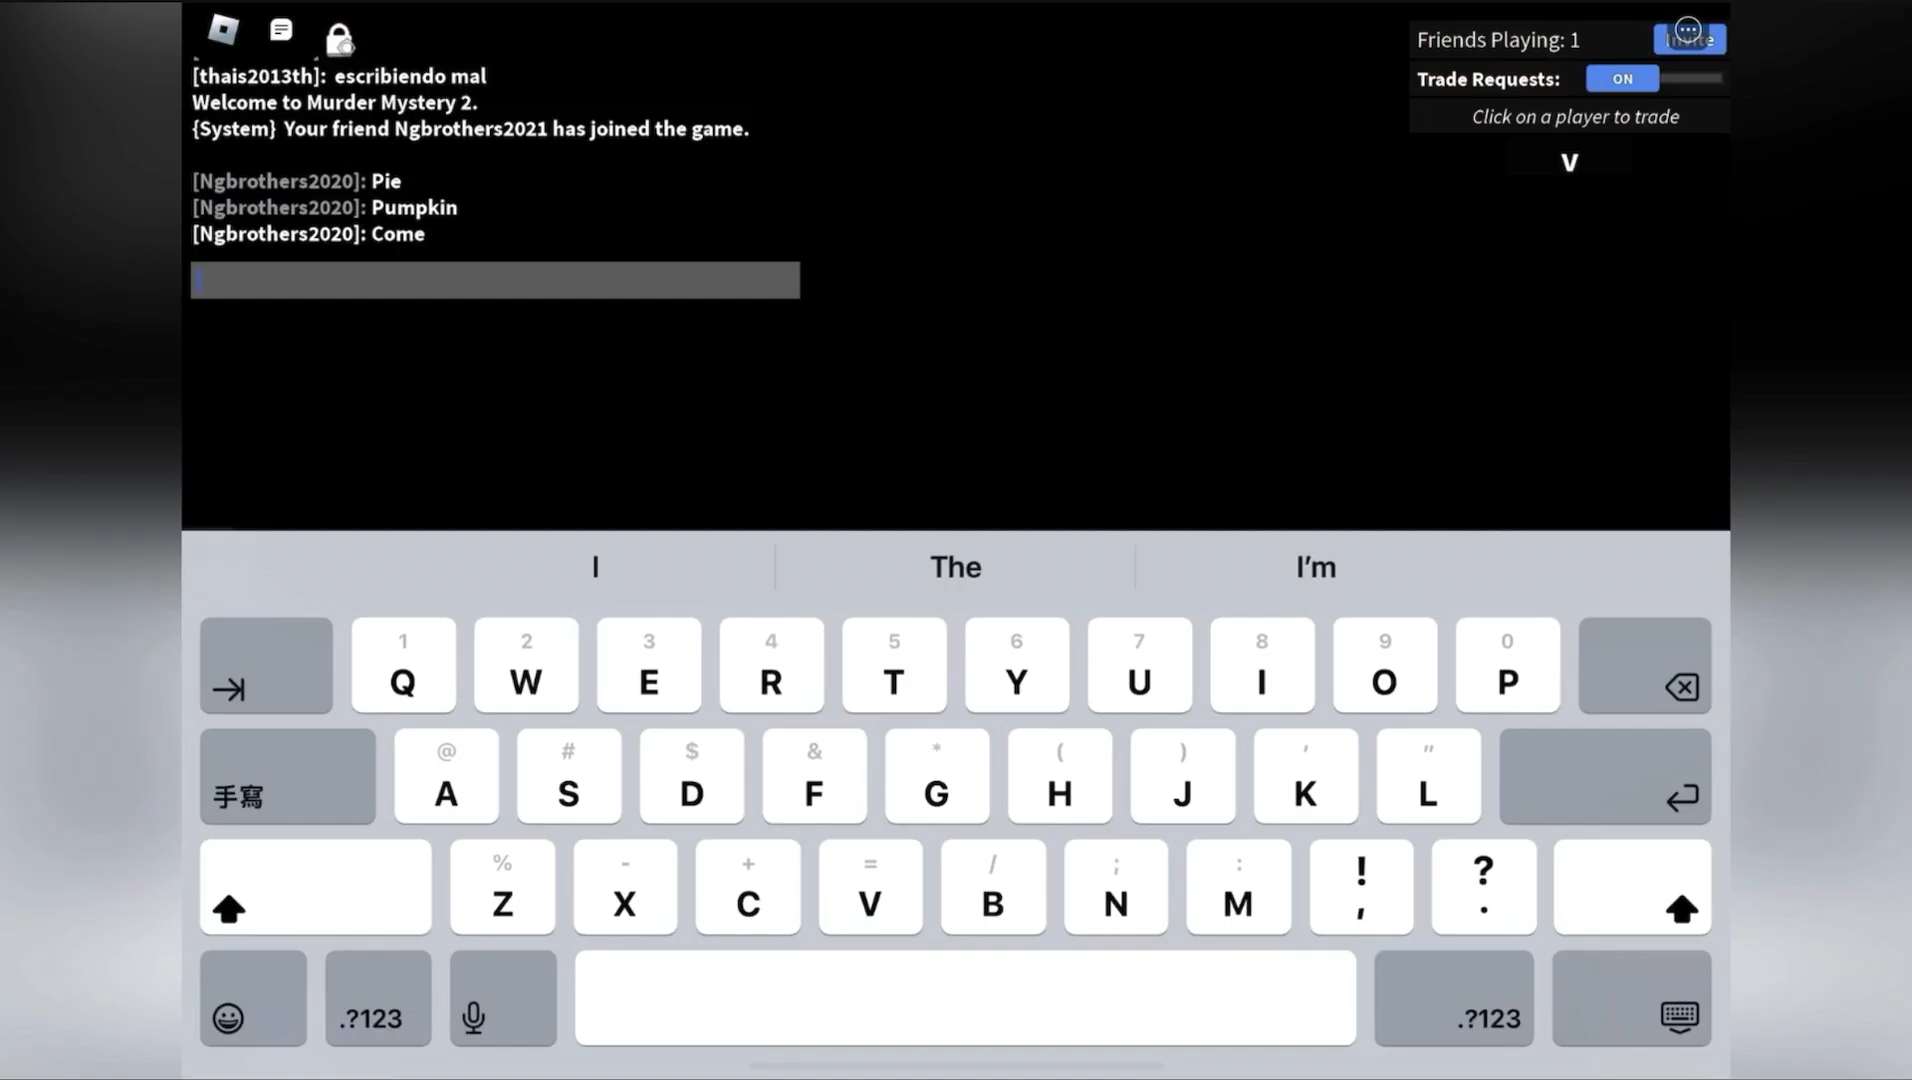 [thais2013th]: escribiendo mal
Welcome to Murder Mystery 2.
{System} Your friend Ngbrothers2021 has joined the game.
[Ngbrothers2020]: Pie
[Ngbrothers2020]: Pumpkin
[Ngbrothers2020]: Come
Friends Playing: 1 Invite
Trade Requests: ON
Click on a player to trade
V
I The I'm
1 2 3 4 5 6 7 8 9 0
Q W E R T Y U I O P
@ # $ & * ( ) ' "
手寫 A S D F G H J K L
% - + = / ; : ! ?
Z X C V B N M , .
.?123 .?123